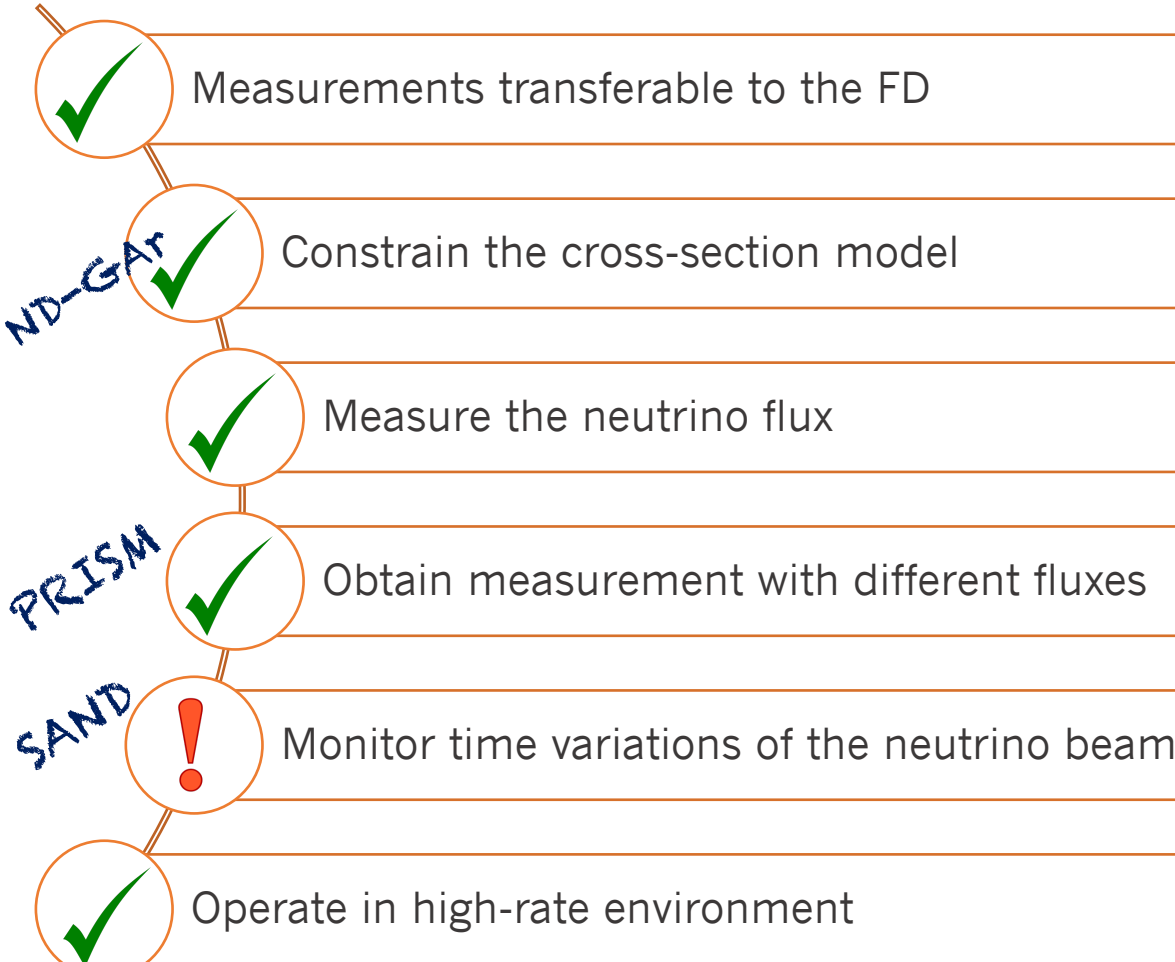 Measurements transferable to the FD
ND-GAr
Constrain the cross-section model
Measure the neutrino flux
PRISM
Obtain measurement with different fluxes
SAND
Monitor time variations of the neutrino beam
Operate in high-rate environment